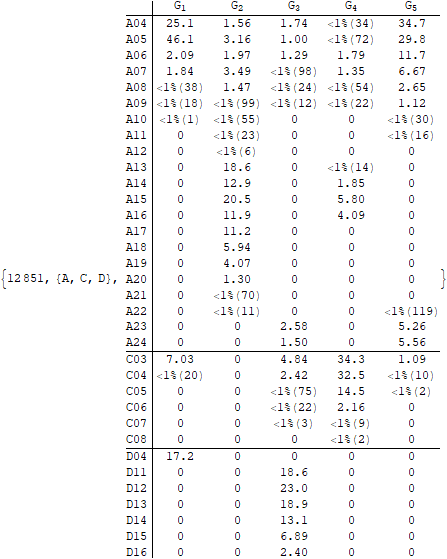 G1 G2 G3 G4 G5
A04 25.1 1.56 1.74 <1%(34) 34.7
A05 46.1 3.16 1.00 <1%(72) 29.8
A06 2.09 1.97 1.29 1.79 11.7
A07 1.84 3.49 <1%(98) 1.35 6.67
A08 <1%(38) 1.47 <1%(24) <1%(54) 2.65
A09 <1%(18) <1%(99) <1%(12) <1%(22) 1.12
A10 <1%(1) <1%(55) 0 0 <1%(30)
A11 0 <1%(23) 0 0 <1%(16)
A12 0 <1%(6) 0 0 0
A13 0 18.6 0 <1%(14) 0
A14 0 12.9 0 1.85 0
A15 0 20.5 0 5.80 0
A16 0 11.9 0 4.09 0
A17 0 11.2 0 0 0
A18 0 5.94 0 0 0
A19 0 4.07 0 0 0
{12 851, {A, C, D}, A20 0 1.30 0 0 0 }
A21 0 <1%(70) 0 0 0
A22 0 <1%(11) 0 0 <1%(119)
A23 0 0 2.58 0 5.26
A24 0 0 1.50 0 5.56
C03 7.03 0 4.84 34.3 1.09
C04 <1%(20) 0 2.42 32.5 <1%(10)
C05 0 0 <1%(75) 14.5 <1%(2)
C06 0 0 <1%(22) 2.16 0
C07 0 0 <1%(3) <1%(9) 0
C08 0 0 0 <1%(2) 0
D04 17.2 0 0 0 0
D11 0 0 18.6 0 0
D12 0 0 23.0 0 0
D13 0 0 18.9 0 0
D14 0 0 13.1 0 0
D15 0 0 6.89 0 0
D16 0 0 2.40 0 0